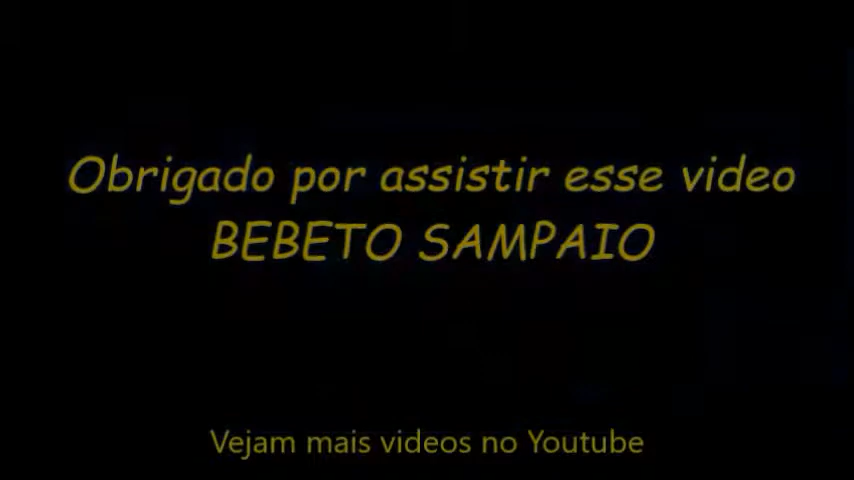 Obrigado por assistir esse video
BEBETO SAMPAIO
Vejam mais videos no Youtube